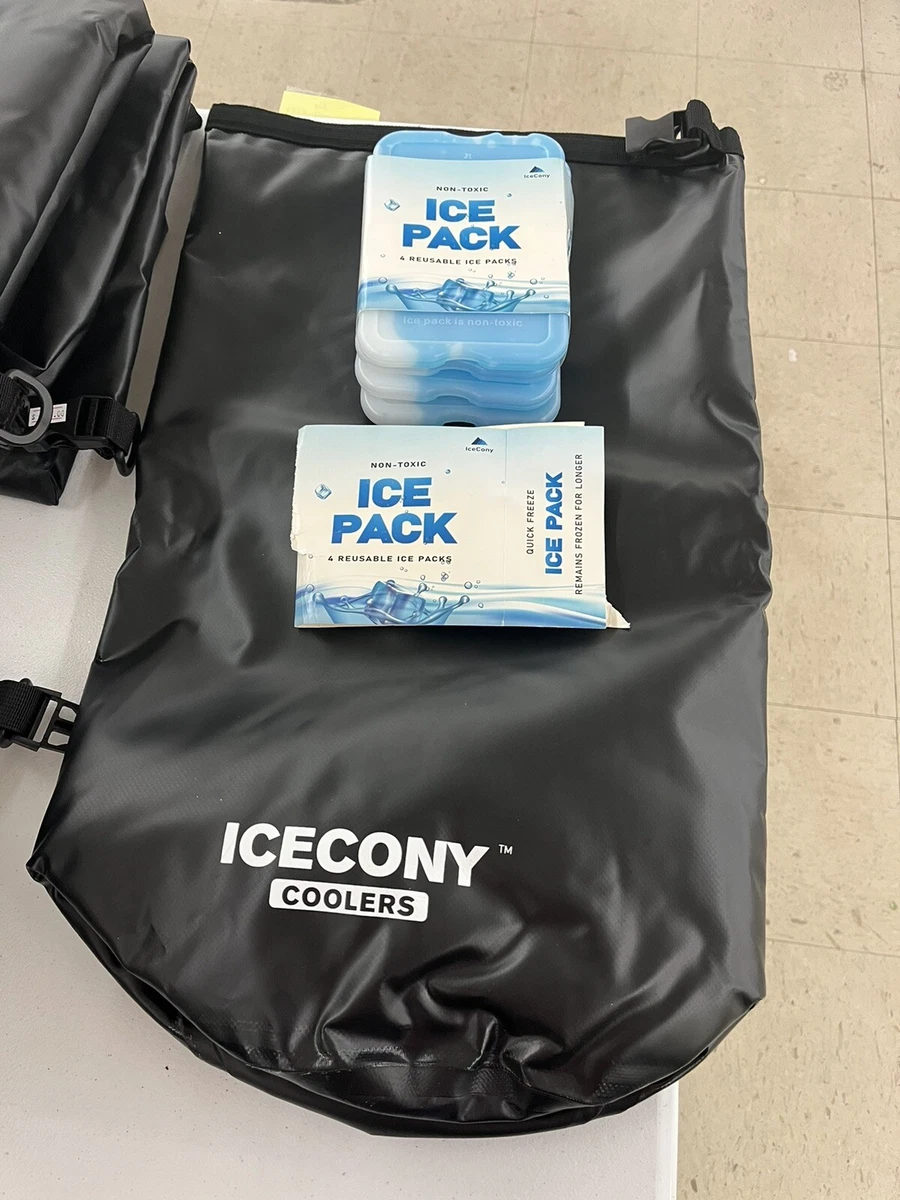 IceCony
NON-TOXIC
ICE
PACK
4 REUSABLE ICE PACKS
Ice pack is non-toxic
IceCony
NON-TOXIC
ICE
PACK
4 REUSABLE ICE PACKS
QUICK FREEZE
ICE PACK
REMAINS FROZEN FOR LONGER
ICECONY™
COOLERS